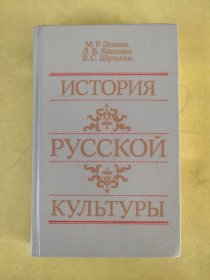 М. Р. Зезина
Л. В. Кошман
В. С. Шульгин
ИСТОРИЯ
РУССКОЙ
КУЛЬТУРЫ